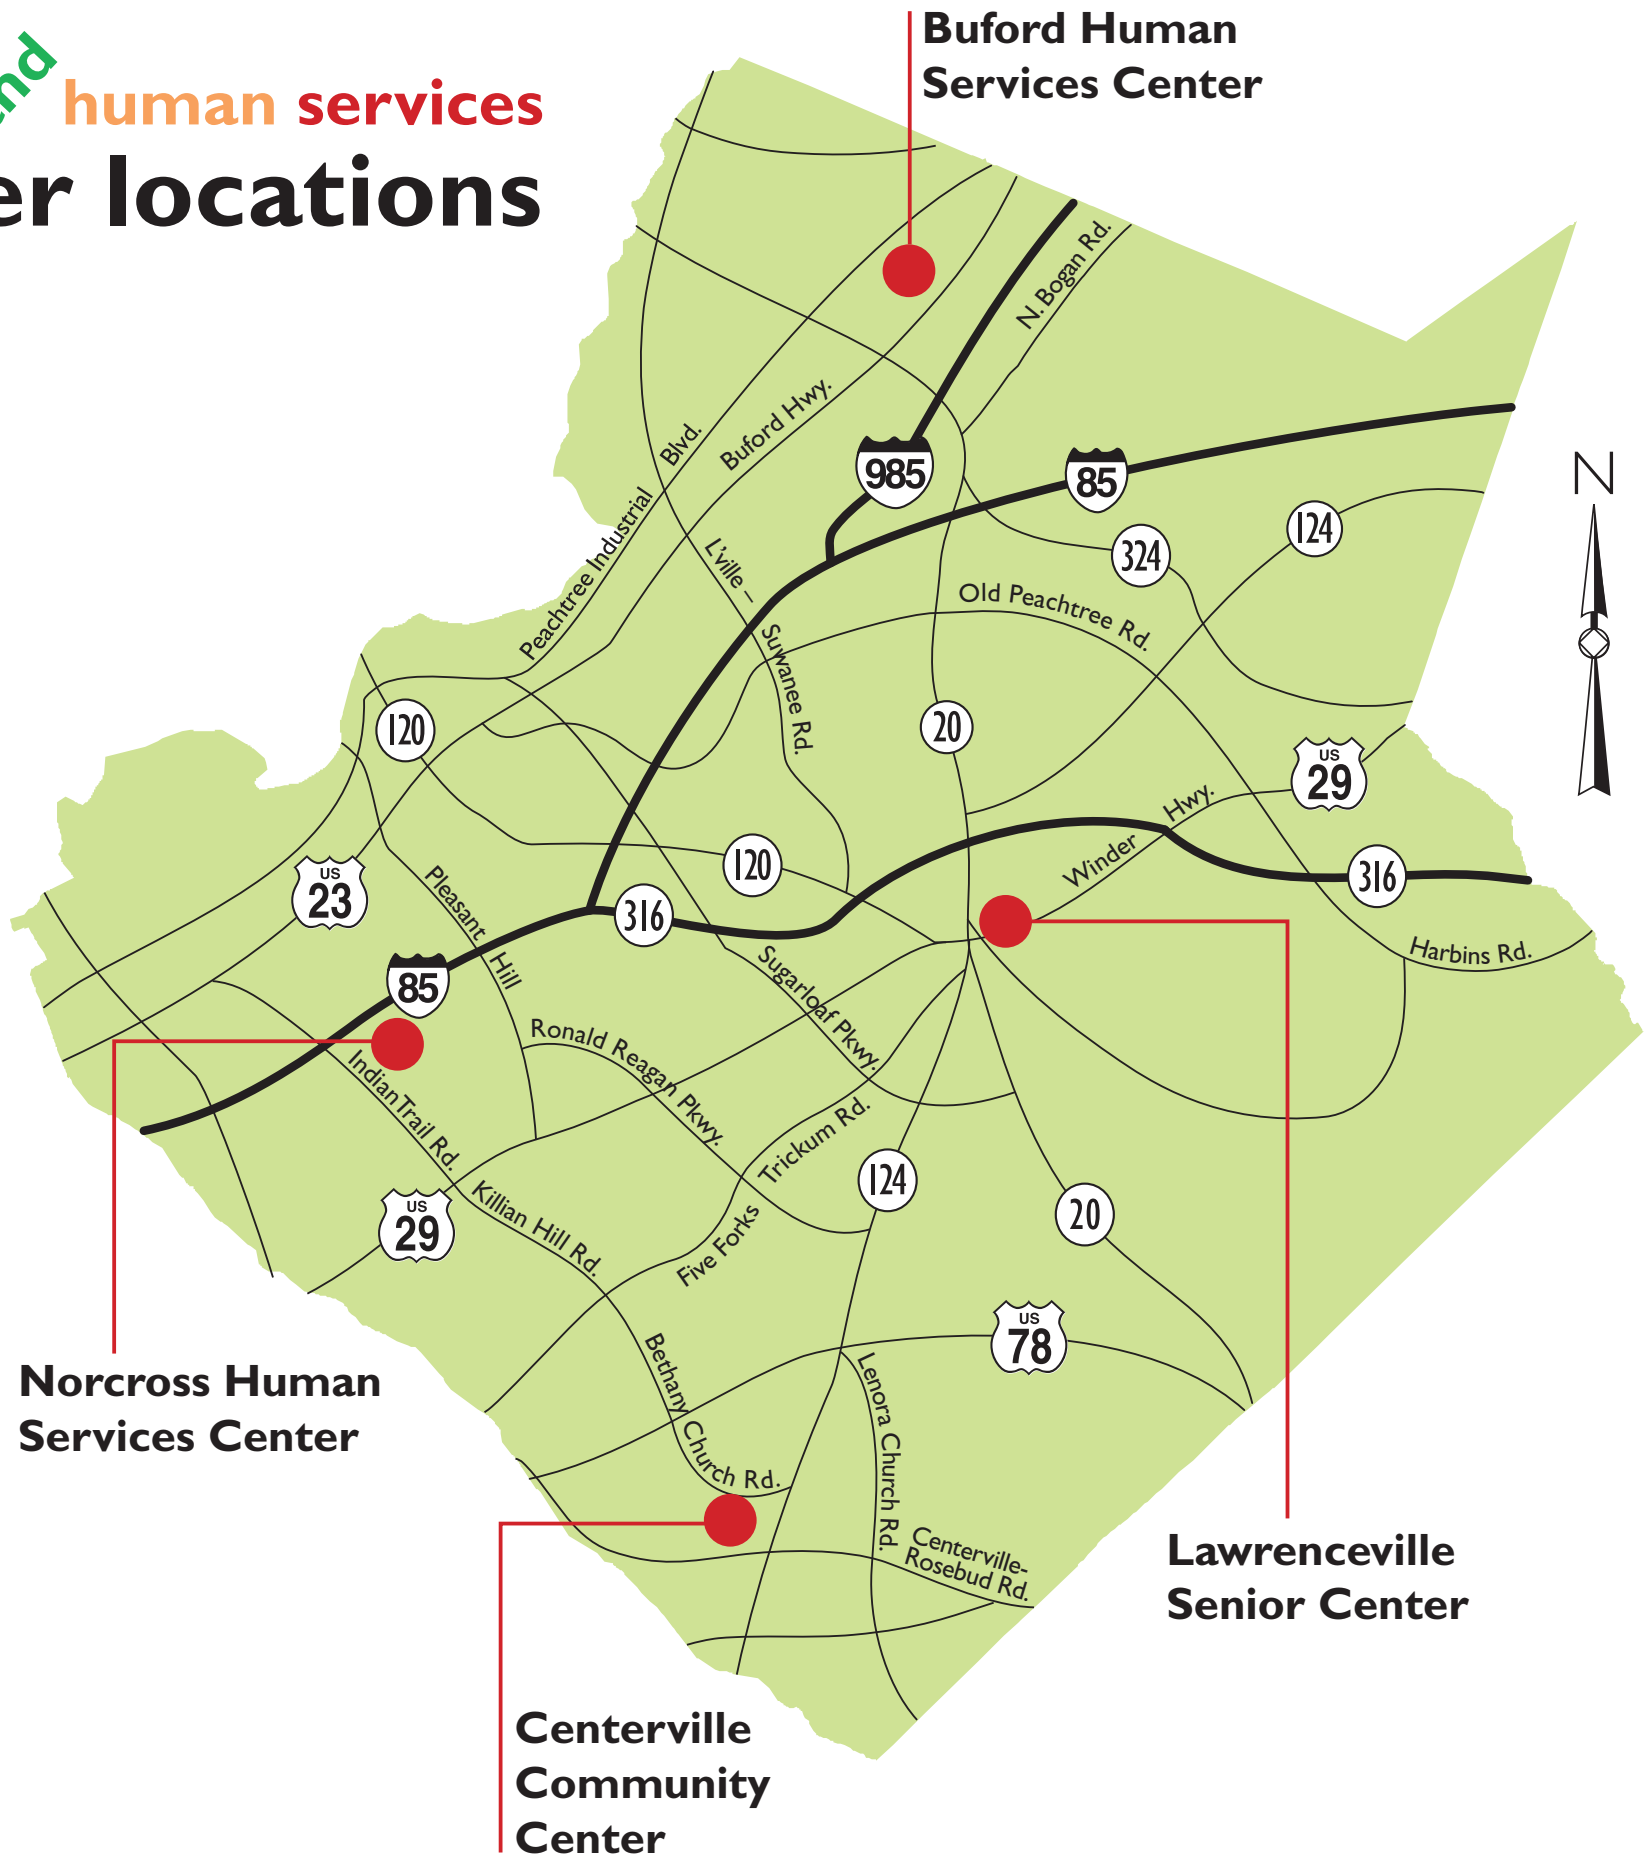 human services
locations
Buford Human
Services Center
N. Bogan Rd.
Blvd.
Buford Hwy.
985
85
N
124
324
Peachtree Industrial
L'ville –
Old Peachtree Rd.
Suwanee Rd.
120
20
US
29
Winder
Hwy.
120
US
23
Pleasant
Hill
316
316
Harbins Rd.
Sugarloaf Pkwy.
85
Ronald Reagan Pkwy.
Indian Trail Rd.
Trickum Rd.
Five Forks
124
Killian Hill Rd.
US
29
20
US
78
Norcross Human
Services Center
Bethany Church Rd.
Lenora Church Rd.
Centerville-
Rosebud Rd.
Lawrenceville
Senior Center
Centerville
Community
Center